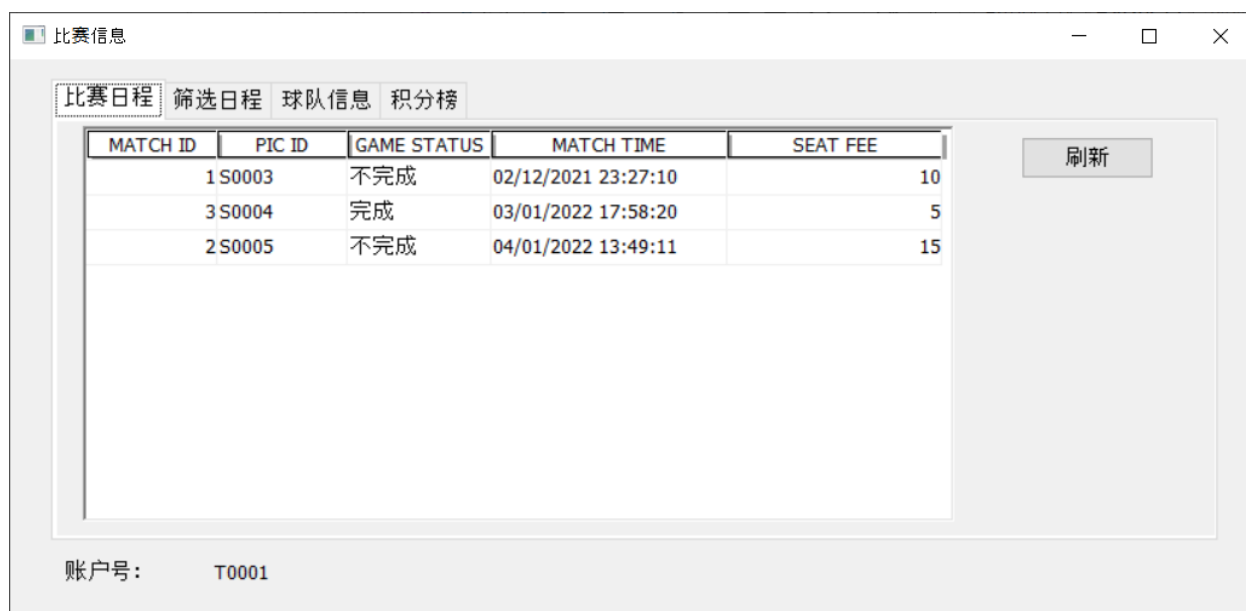 比赛信息
比赛日程 筛选日程 球队信息 积分榜
MATCH ID PIC ID GAME STATUS MATCH TIME SEAT FEE
刷新
1 S0003 不完成 02/12/2021 23:27:10 10
3 S0004 完成 03/01/2022 17:58:20 5
2 S0005 不完成 04/01/2022 13:49:11 15
账户号: T0001